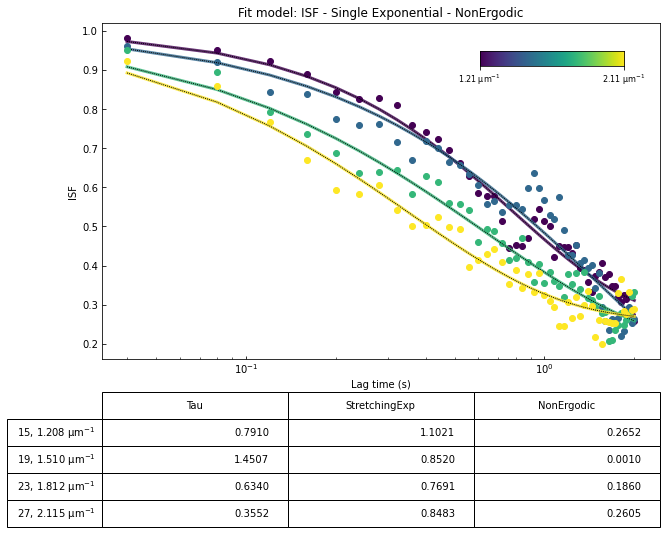 Fit model: ISF - Single Exponential - NonErgodic
1.0
0.9
0.8
0.7
0.6
0.5
0.4
0.3
0.2
ISF
1.21 μm⁻¹ 2.11 μm⁻¹
10⁻¹ 10⁰
Lag time (s)
Tau StretchingExp NonErgodic
15, 1.208 μm⁻¹ 0.7910 1.1021 0.2652
19, 1.510 μm⁻¹ 1.4507 0.8520 0.0010
23, 1.812 μm⁻¹ 0.6340 0.7691 0.1860
27, 2.115 μm⁻¹ 0.3552 0.8483 0.2605